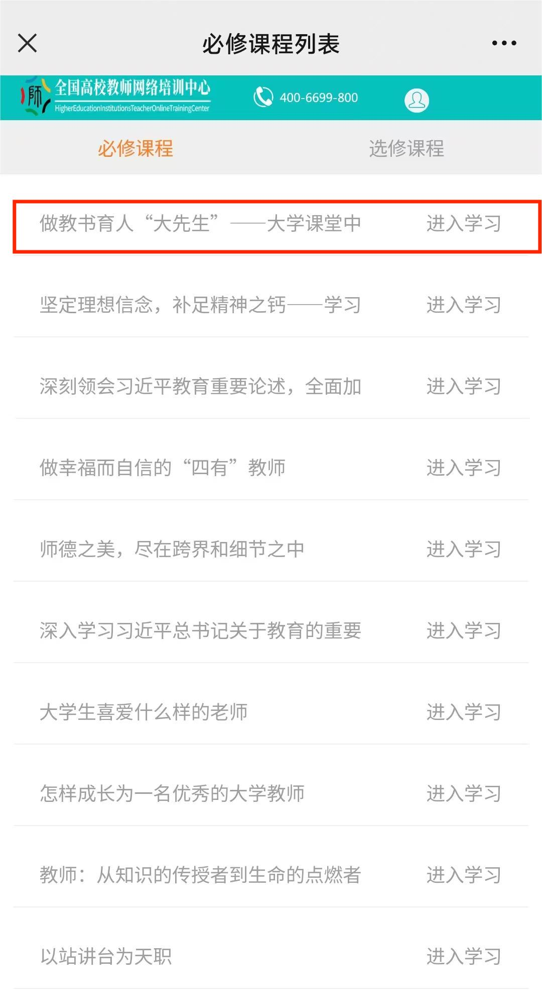 必修课程列表
師 全国高校教师网络培训中心
HigherEducationInstitutionsTeacherOnlineTrainingCenter
400-6699-800
必修课程 选修课程
做教书育人“大先生”——大学课堂中 进入学习
坚定理想信念，补足精神之钙——学习 进入学习
深刻领会习近平教育重要论述，全面加 进入学习
做幸福而自信的“四有”教师 进入学习
师德之美，尽在跨界和细节之中 进入学习
深入学习习近平总书记关于教育的重要 进入学习
大学生喜爱什么样的老师 进入学习
怎样成长为一名优秀的大学教师 进入学习
教师：从知识的传授者到生命的点燃者 进入学习
以站讲台为天职 进入学习